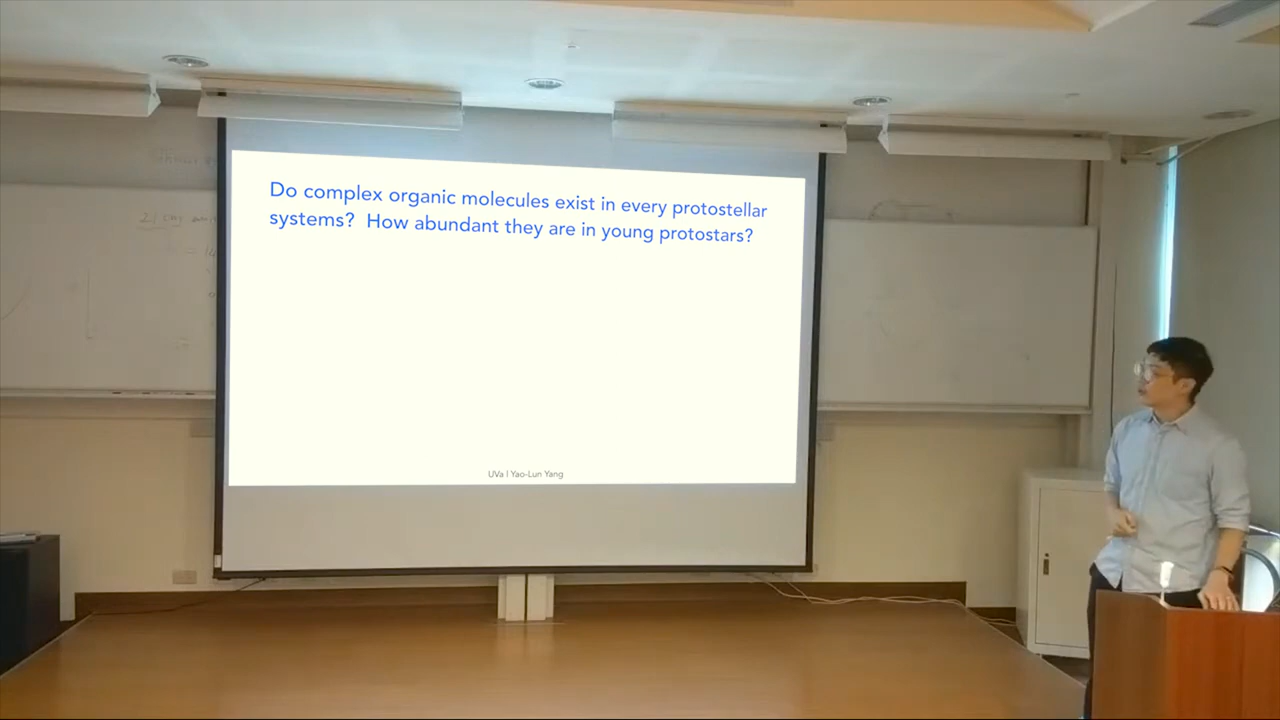 Do complex organic molecules exist in every protostellar
systems?  How abundant they are in young protostars?
UVa | Yao-Lun Yang